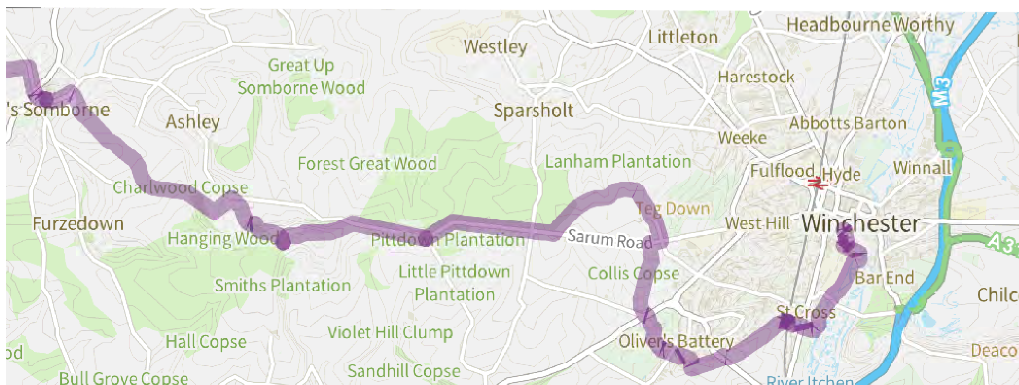 Headbourne Worthy
Littleton
Westley
Great Up
Somborne Wood
Harestock
M3
's Somborne
Sparsholt
Ashley
Abbotts Barton
Weeke
Forest Great Wood
Lanham Plantation
Fulflood
Hyde
Winnall
Charlwood Copse
Teg Down
Furzedown
West Hill
Winchester
Hanging Wood
Pittdown Plantation
Sarum Road
A3
Little Pittdown
Plantation
Collis Copse
Bar End
Smiths Plantation
Chilc
St Cross
Violet Hill Clump
Oliver's Battery
Hall Copse
od
Deaco
Sandhill Copse
Bull Grove Copse
River Itchen